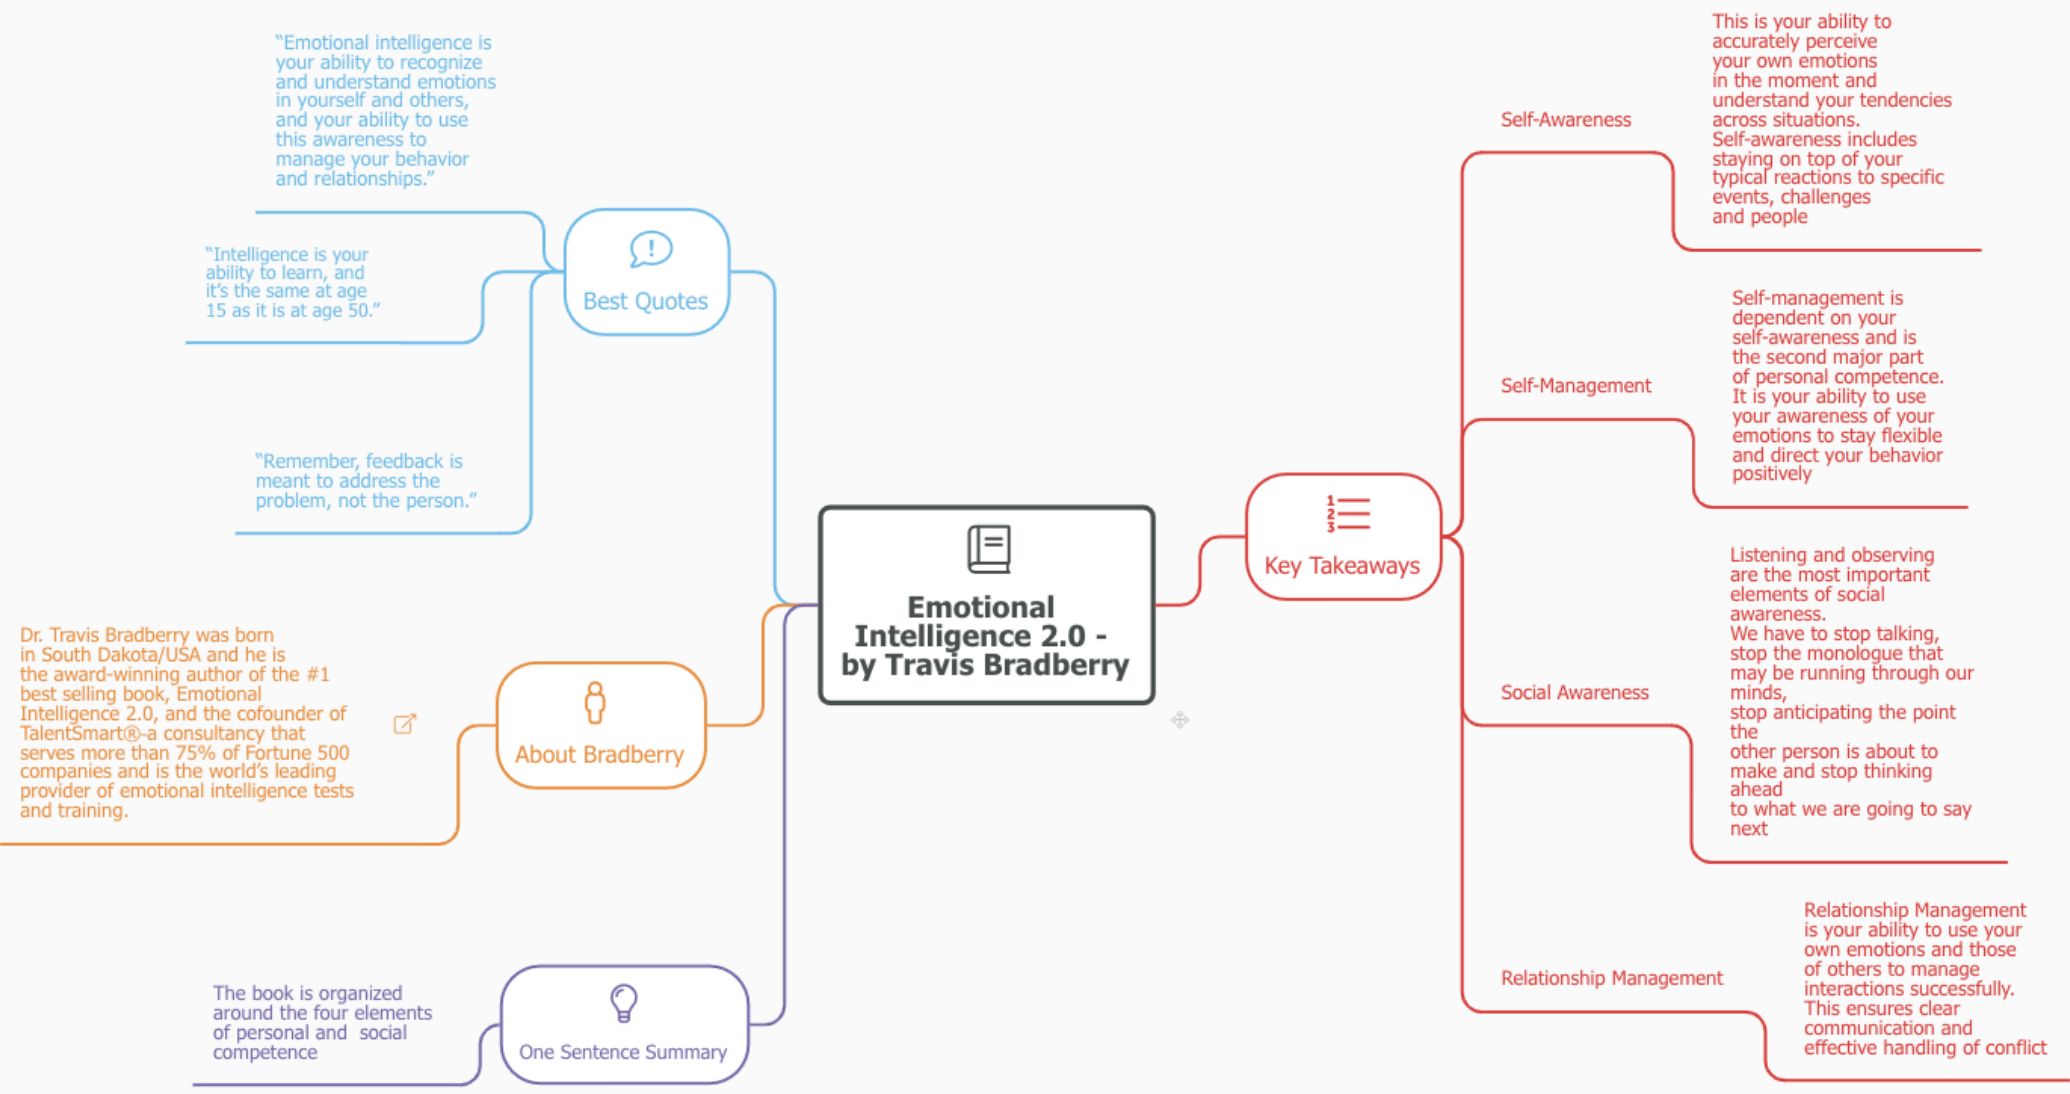 “Emotional intelligence is
your ability to recognize
and understand emotions
in yourself and others,
and your ability to use
this awareness to
manage your behavior
and relationships.”
“Intelligence is your
ability to learn, and
it’s the same at age
15 as it is at age 50.”
“Remember, feedback is
meant to address the
problem, not the person.”
Best Quotes
Dr. Travis Bradberry was born
in South Dakota/USA and he is
the award-winning author of the #1
best selling book, Emotional
Intelligence 2.0, and the cofounder of
TalentSmart®-a consultancy that
serves more than 75% of Fortune 500
companies and is the world’s leading
provider of emotional intelligence tests
and training.
About Bradberry
The book is organized
around the four elements
of personal and  social
competence
One Sentence Summary
Emotional
Intelligence 2.0 -
by Travis Bradberry
1
2
3
Key Takeaways
Self-Awareness
This is your ability to
accurately perceive
your own emotions
in the moment and
understand your tendencies
across situations.
Self-awareness includes
staying on top of your
typical reactions to specific
events, challenges
and people
Self-Management
Self-management is
dependent on your
self-awareness and is
the second major part
of personal competence.
It is your ability to use
your awareness of your
emotions to stay flexible
and direct your behavior
positively
Social Awareness
Listening and observing
are the most important
elements of social
awareness.
We have to stop talking,
stop the monologue that
may be running through our
minds,
stop anticipating the point
the
other person is about to
make and stop thinking
ahead
to what we are going to say
next
Relationship Management
Relationship Management
is your ability to use your
own emotions and those
of others to manage
interactions successfully.
This ensures clear
communication and
effective handling of conflict